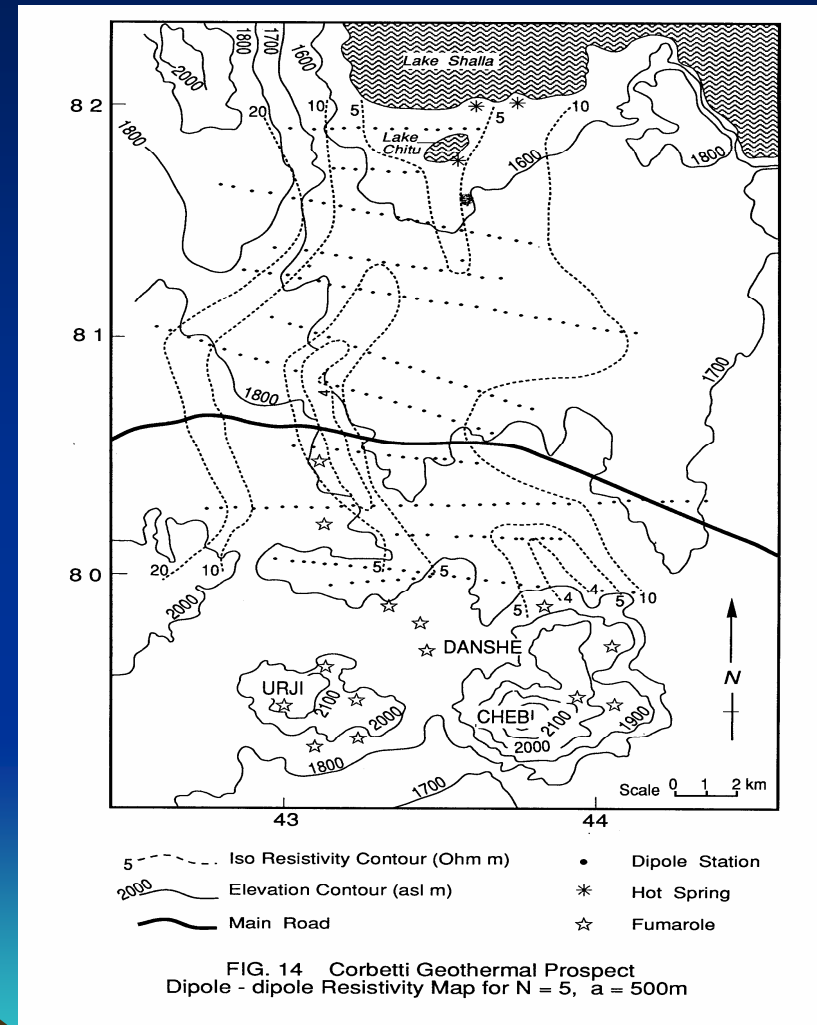 1800
1700
1600
2000
Lake Shalla
82
20
10
5
5
10
1800
Lake
Chitu
1600
1800
81
1700
1800
4
80
20
10
5
5
5
4
4
5
10
2000
DANSHE
N
URJI
2100
2000
CHEBI
2100
1900
2000
1800
1700
Scale 0 1 2 km
43
44
5 Iso Resistivity Contour (Ohm m)
Dipole Station
2000 Elevation Contour (asl m)
Hot Spring
Main Road
Fumarole
FIG. 14 Corbetti Geothermal Prospect
Dipole - dipole Resistivity Map for N = 5, a = 500m